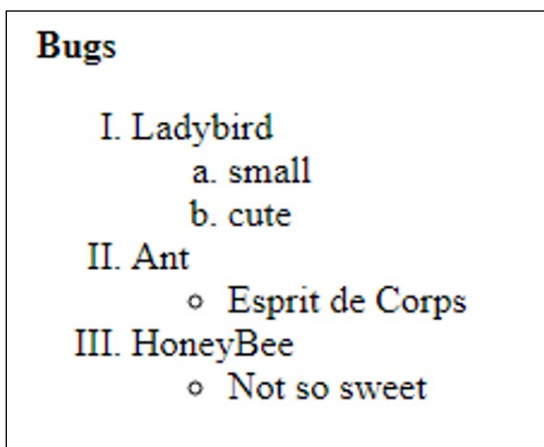 Bugs
I. Ladybird
a. small
b. cute
II. Ant
Esprit de Corps
III. HoneyBee
Not so sweet